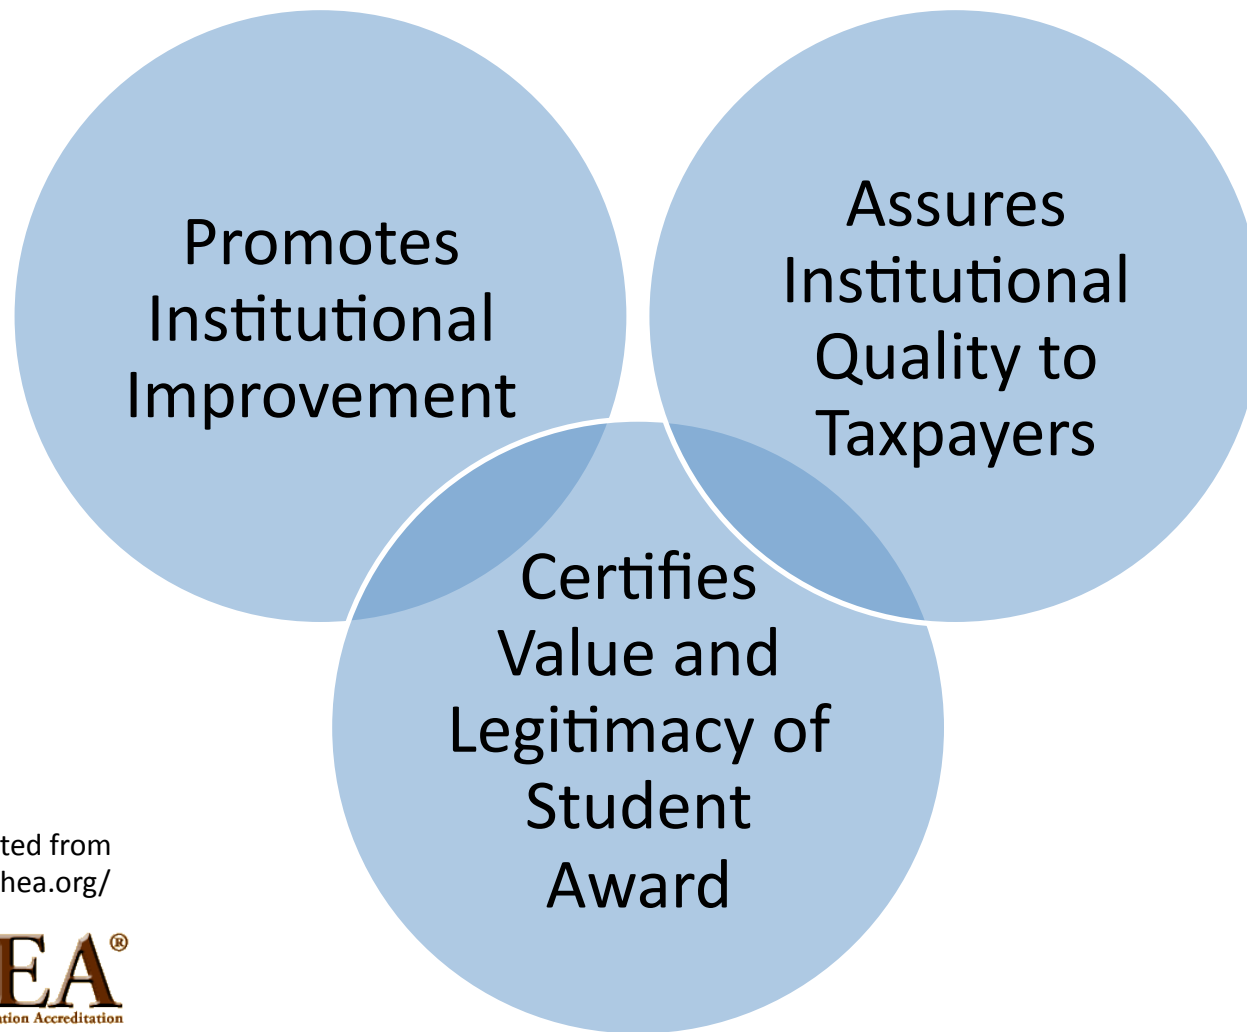 Promotes
Institutional
Improvement
Assures
Institutional
Quality to
Taxpayers
Certifies
Value and
Legitimacy of
Student
Award
ted from
hea.org/
EA®
ation Accreditation